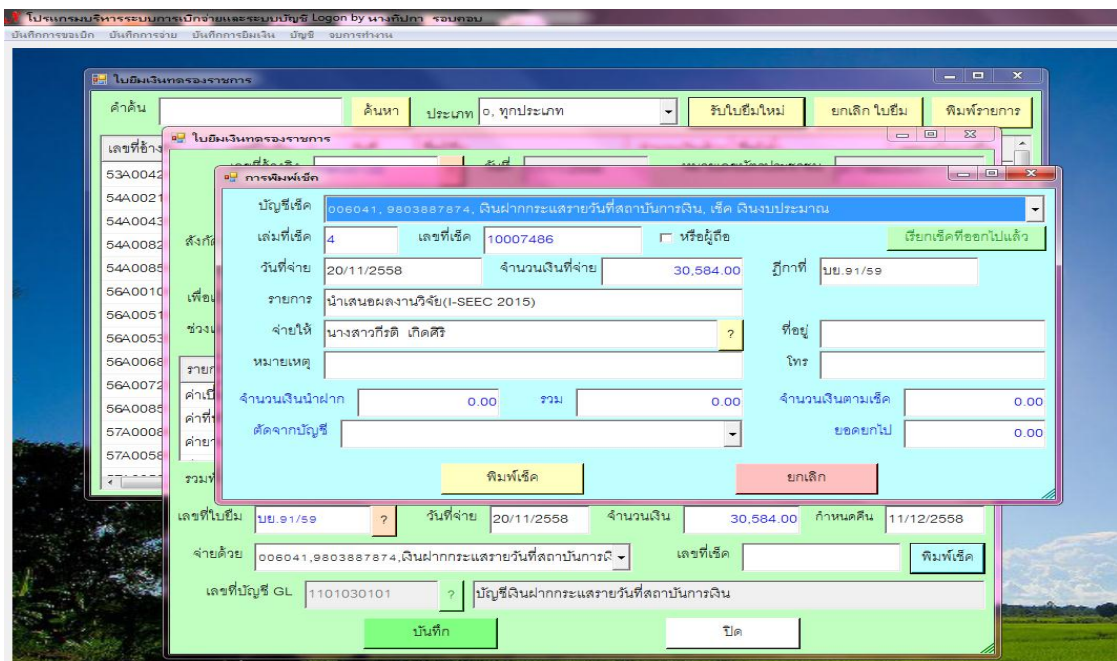 โปรแกรมบริหารระบบการเบิกจ่ายและระบบบัญชี Logon by นางทิปภา รอบคอบ
บันทึกการขอเบิก บันทึกการจ่าย บันทึกการยืมเงิน บัญชี จบการทำงาน
ใบยืมเงินทดรองราชการ
คำค้น ค้นหา ประเภท 0, ทุกประเภท รับใบยืมใหม่ ยกเลิก ใบยืม พิมพ์รายการ
เลขที่อ้าง
53A0042
54A0021
54A0043
54A0082
54A0085
56A0010
56A0051
56A0053
56A0068
56A0072
56A0085
57A0008
57A0058
ใบยืมเงินทดรองราชการ
สังกัด
การพิมพ์เช็ค
บัญชีเช็ค 006041, 9803887874, เงินฝากกระแสรายวันที่สถาบันการเงิน, เช็ค เงินงบประมาณ
เล่มที่เช็ค 4 เลขที่เช็ค 10007486 หรือผู้ถือ เรียกเช็คที่ออกไปแล้ว
วันที่จ่าย 20/11/2558 จำนวนเงินที่จ่าย 30,584.00 ฎีกาที่ บย.91/59
รายการ นำเสนอผลงานวิจัย(I-SEEC 2015)
จ่ายให้ นางสาวกีรติ เกิดศิริ ? ที่อยู่
หมายเหตุ โทร
จำนวนเงินนำฝาก 0.00 รวม 0.00 จำนวนเงินตามเช็ค 0.00
ตัดจากบัญชี ยอดยกไป 0.00
พิมพ์เช็ค ยกเลิก
เลขที่ใบยืม บย.91/59 ? วันที่จ่าย 20/11/2558 จำนวนเงิน 30,584.00 กำหนดคืน 11/12/2558
จ่ายด้วย 006041,9803887874,เงินฝากกระแสรายวันที่สถาบันการเงิ เลขที่เช็ค พิมพ์เช็ค
เลขที่บัญชี GL 1101030101 ? บัญชีเงินฝากกระแสรายวันที่สถาบันการเงิน
บันทึก ปิด